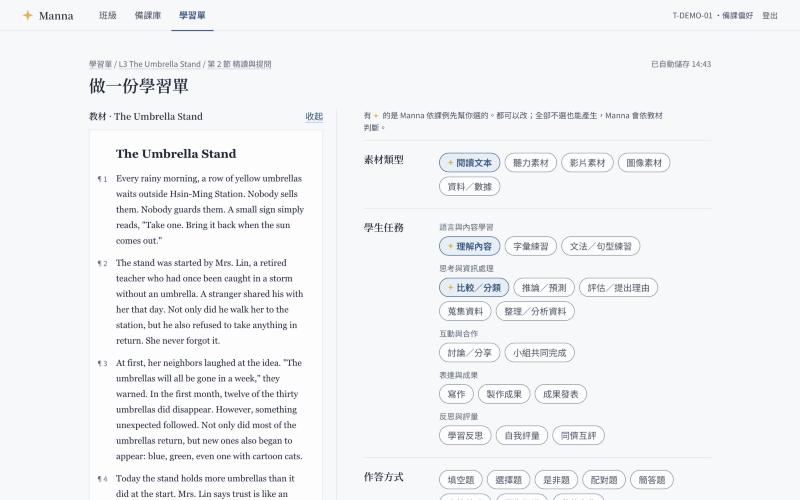 Manna
班級
備課庫
學習單
T-DEMO-01 ・備課偏好
登出
學習單 / L3 The Umbrella Stand / 第 2 節 精讀與提問
已自動儲存 14:43
做一份學習單
教材 · The Umbrella Stand
收起
The Umbrella Stand
¶ 1 Every rainy morning, a row of yellow umbrellas
waits outside Hsin-Ming Station. Nobody sells
them. Nobody guards them. A small sign simply
reads, "Take one. Bring it back when the sun
comes out."
¶ 2 The stand was started by Mrs. Lin, a retired
teacher who had once been caught in a storm
without an umbrella. A stranger shared his with
her that day. Not only did he walk her to the
station, but he also refused to take anything in
return. She never forgot it.
¶ 3 At first, her neighbors laughed at the idea. "The
umbrellas will all be gone in a week," they
warned. In the first month, twelve of the thirty
umbrellas did disappear. However, something
unexpected followed. Not only did most of the
umbrellas return, but new ones also began to
appear: blue, green, even one with cartoon cats.
¶ 4 Today the stand holds more umbrellas than it
did at the start. Mrs. Lin says trust is like an
有 ✦ 的是 Manna 依課例先幫你選的。都可以改；全部不選也能產生，Manna 會依教材
判斷。
素材類型
✦ 閱讀文本
聽力素材
影片素材
圖像素材
資料／數據
學生任務
語言與內容學習
✦ 理解內容
字彙練習
文法／句型練習
思考與資訊處理
✦ 比較／分類
推論／預測
評估／提出理由
蒐集資料
整理／分析資料
互動與合作
討論／分享
小組共同完成
表達與成果
寫作
製作成果
成果發表
反思與評量
學習反思
自我評量
同儕互評
作答方式
填空題
選擇題
是非題
配對題
簡答題